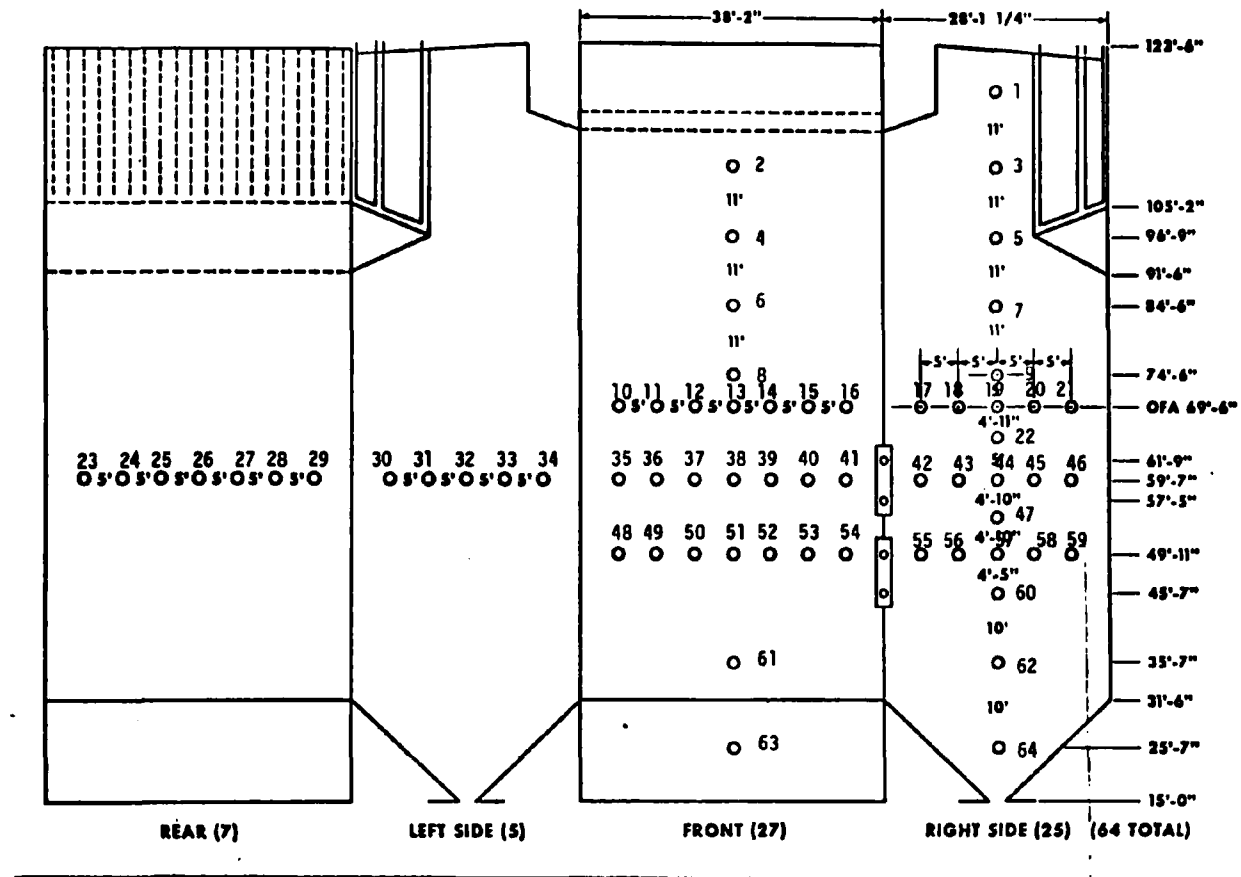 38'-2" 28'-1 1/4"
122'-6"
1
11'
2 3
11' 11'
105'-2"
4 5 96'-9"
11' 11'
91'-6"
6 7 84'-6"
11' 11'
5' 5' 5' 5'
8 9 74'-6"
10 11 12 13 14 15 16 17 18 19 20 2
5' 5' 5' 5' 5' 5' OFA 69'-6"
4'-11"
22
23 24 25 26 27 28 29 30 31 32 33 34 35 36 37 38 39 40 41 42 43 44 45 46 61'-9"
5'
5' 5' 5' 5' 5' 5' 5' 5' 5' 5' 59'-7"
4'-10" 57'-5"
47
4'-10"
48 49 50 51 52 53 54 55 56 57 58 59 49'-11"
4'-5"
60 45'-7"
10'
61 62 35'-7"
10' 31'-6"
63 64 25'-7"
15'-0"
REAR (7) LEFT SIDE (5) FRONT (27) RIGHT SIDE (25) (64 TOTAL)